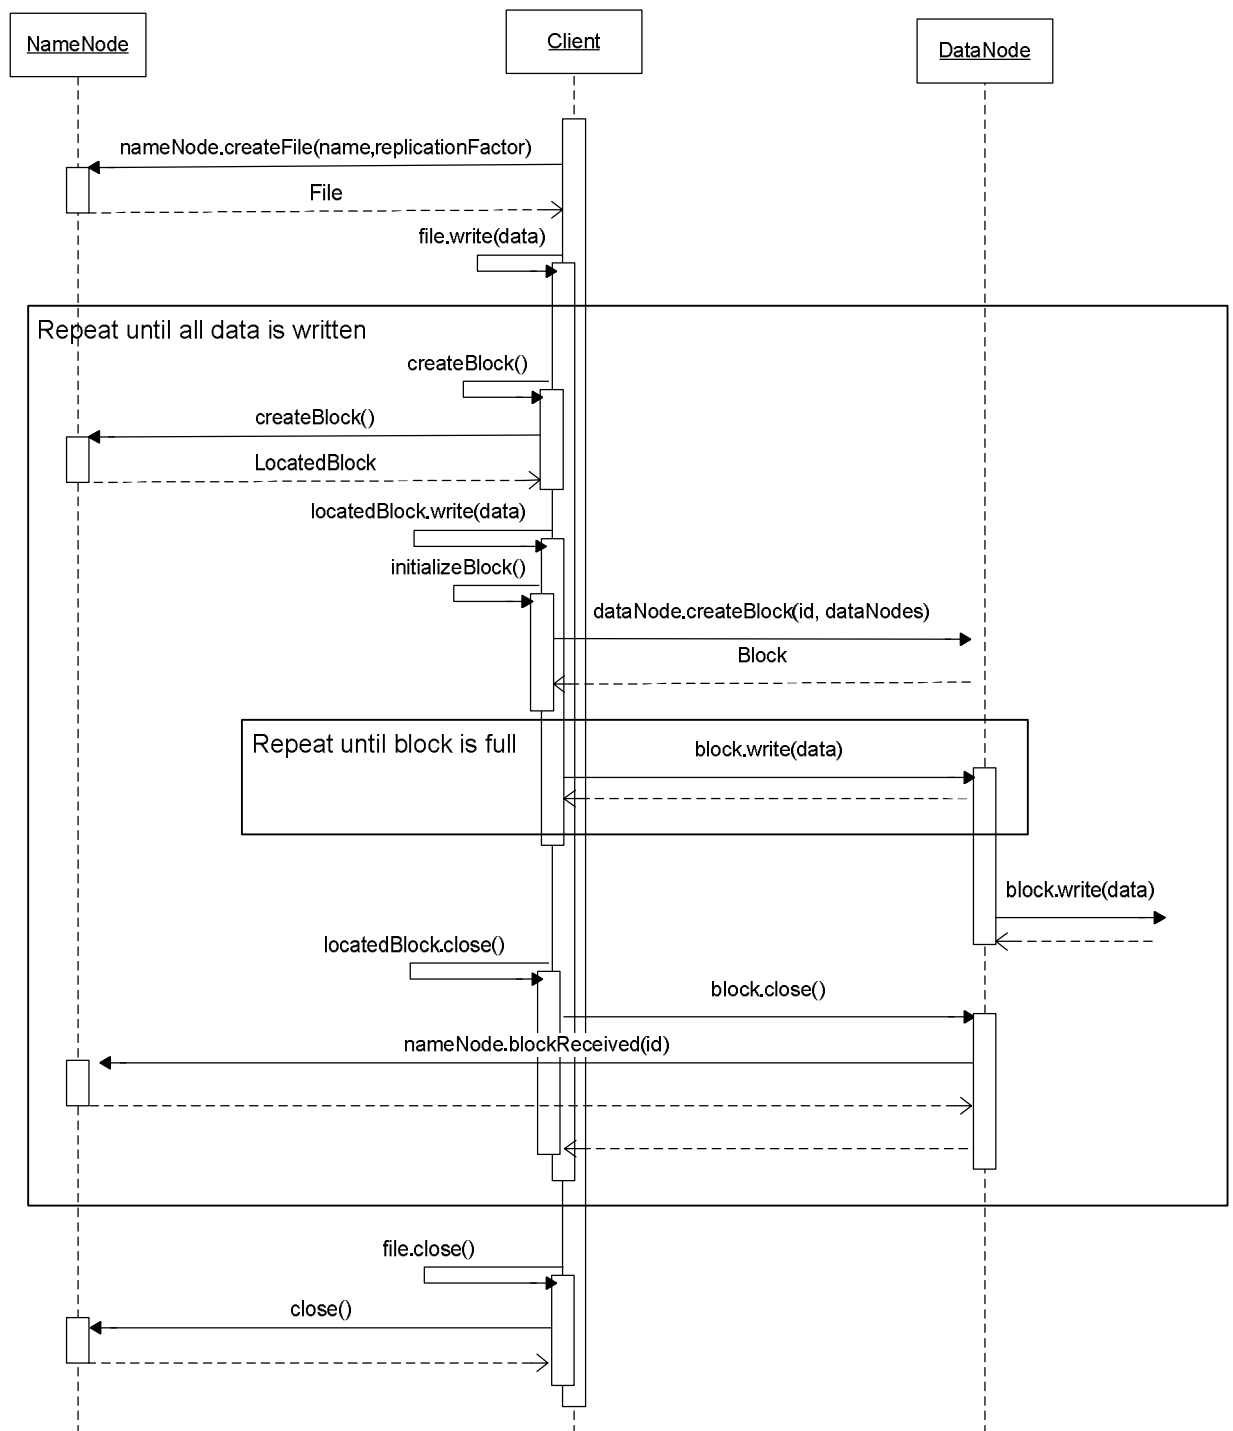 NameNode
Client
DataNode
nameNode.createFile(name,replicationFactor)
File
file.write(data)
Repeat until all data is written
createBlock()
createBlock()
LocatedBlock
locatedBlock.write(data)
initializeBlock()
dataNode.createBlock(id, dataNodes)
Block
Repeat until block is full
block.write(data)
block.write(data)
locatedBlock.close()
block.close()
nameNode.blockReceived(id)
file.close()
close()